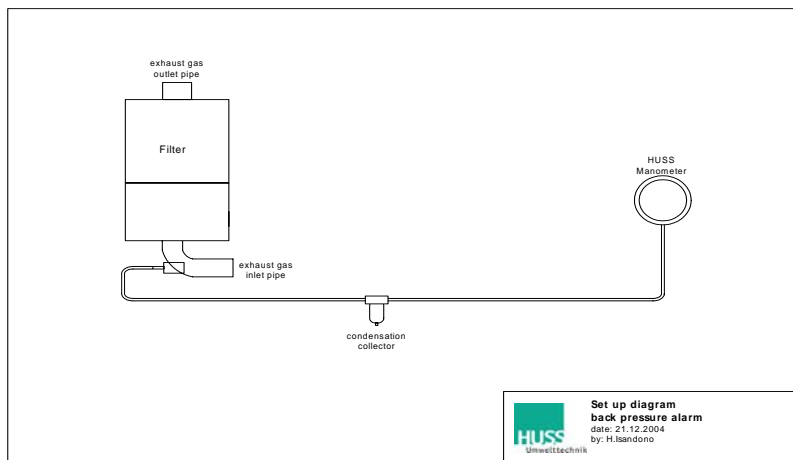 exhaust gas
outlet pipe
Filter
HUSS
Manometer
exhaust gas
inlet pipe
condensation
collector
Set up diagram
back pressure alarm
date: 21.12.2004
by: H.Isandono
HUSS
Umwelttechnik